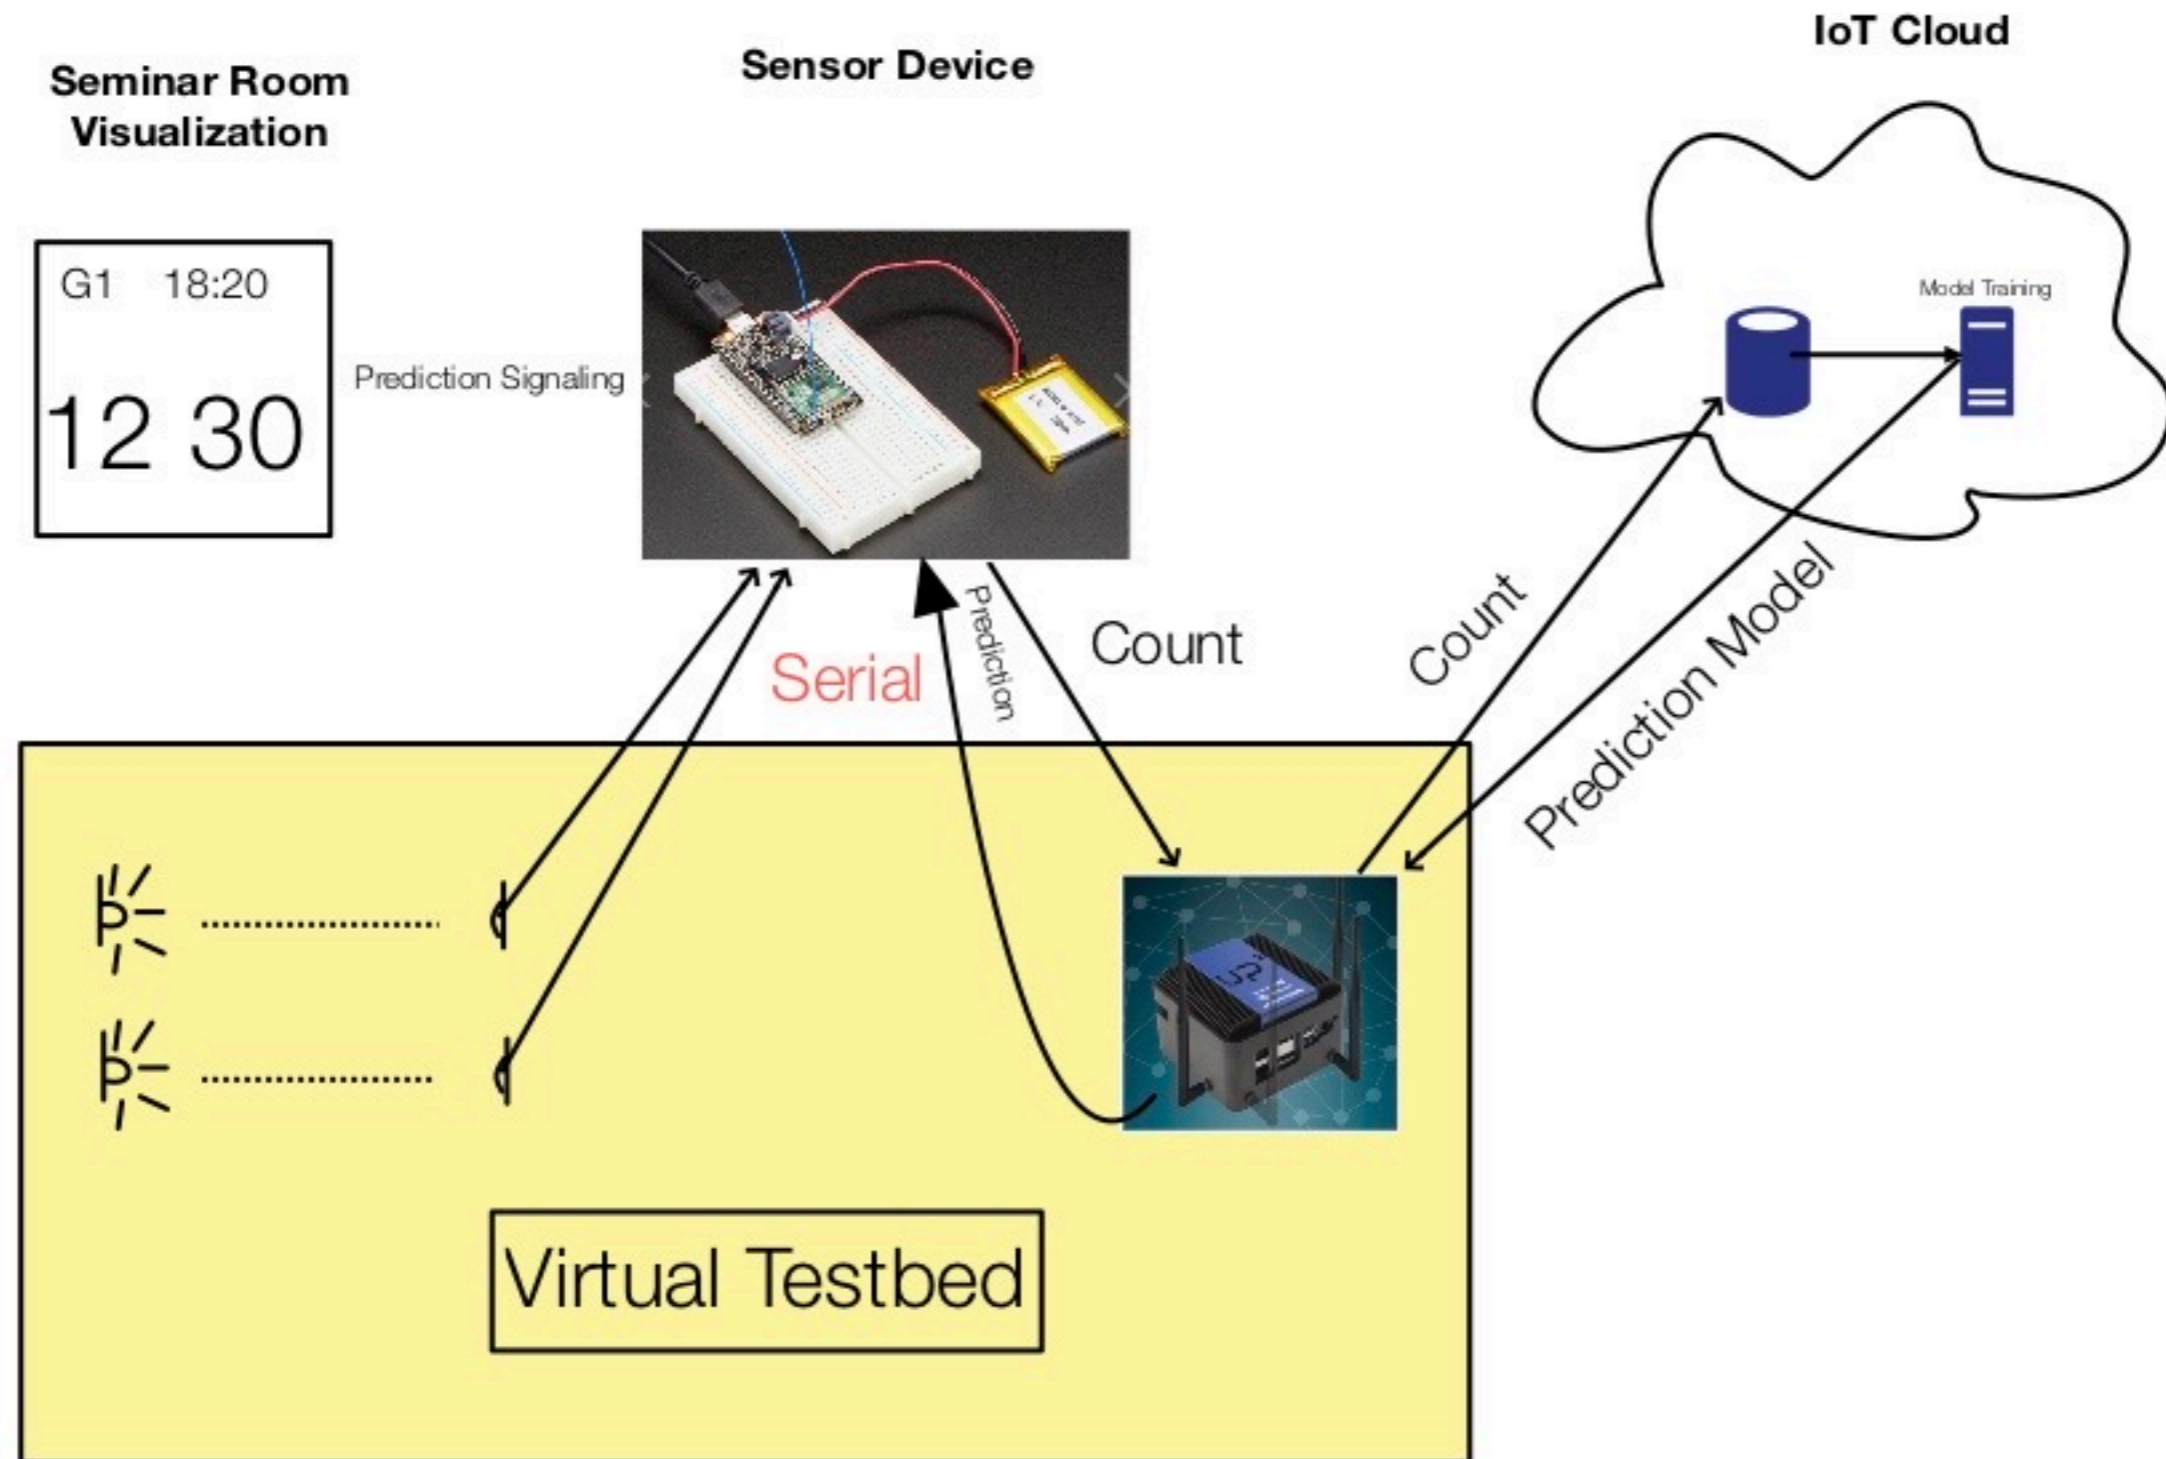 Seminar Room
Visualization
Sensor Device
IoT Cloud
G1 18:20
12 30
Prediction Signaling
Model Training
Serial
Prediction
Count
Count
Prediction Model
UP²
Virtual Testbed